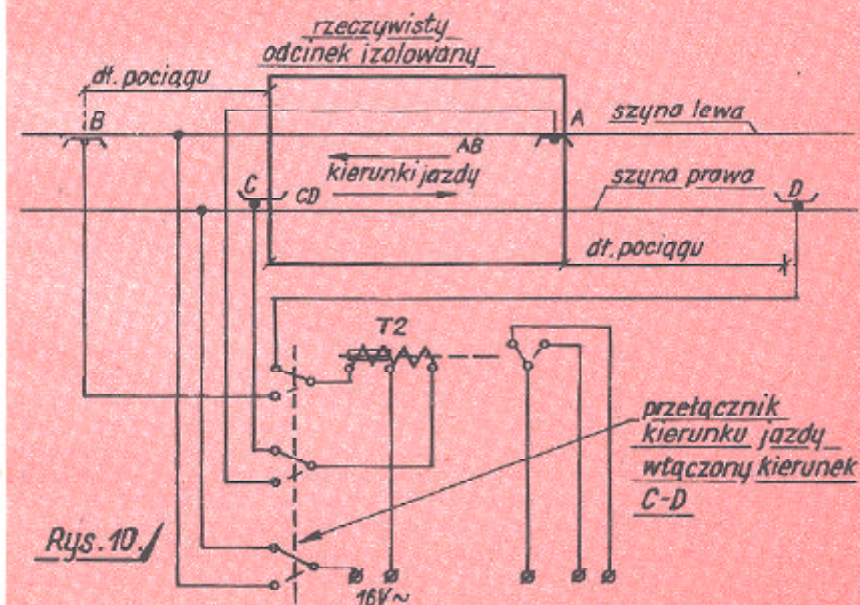 rzeczywisty
odcinek izolowany
dł. pociągu
B
A
szyna lewa
AB
kierunki jazdy
C
CD
szyna prawa
D
dł. pociągu
T2
przełącznik
kierunku jazdy
włączony kierunek
C-D
Rys. 10.
16V~